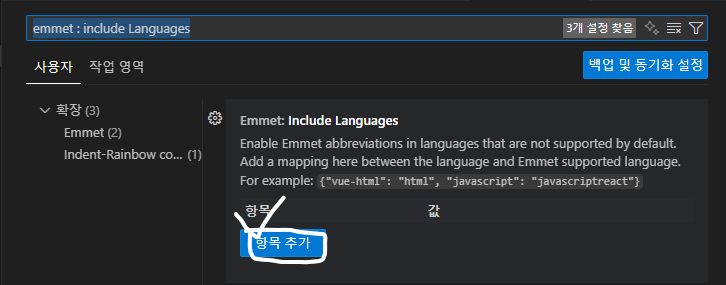 emmet : include Languages
3개 설정 찾음
사용자 작업 영역
백업 및 동기화 설정
확장 (3)
Emmet (2)
Indent-Rainbow co... (1)
Emmet: Include Languages
Enable Emmet abbreviations in languages that are not supported by default.
Add a mapping here between the language and Emmet supported language.
For example: {"vue-html": "html", "javascript": "javascriptreact"}
항목 값
항목 추가